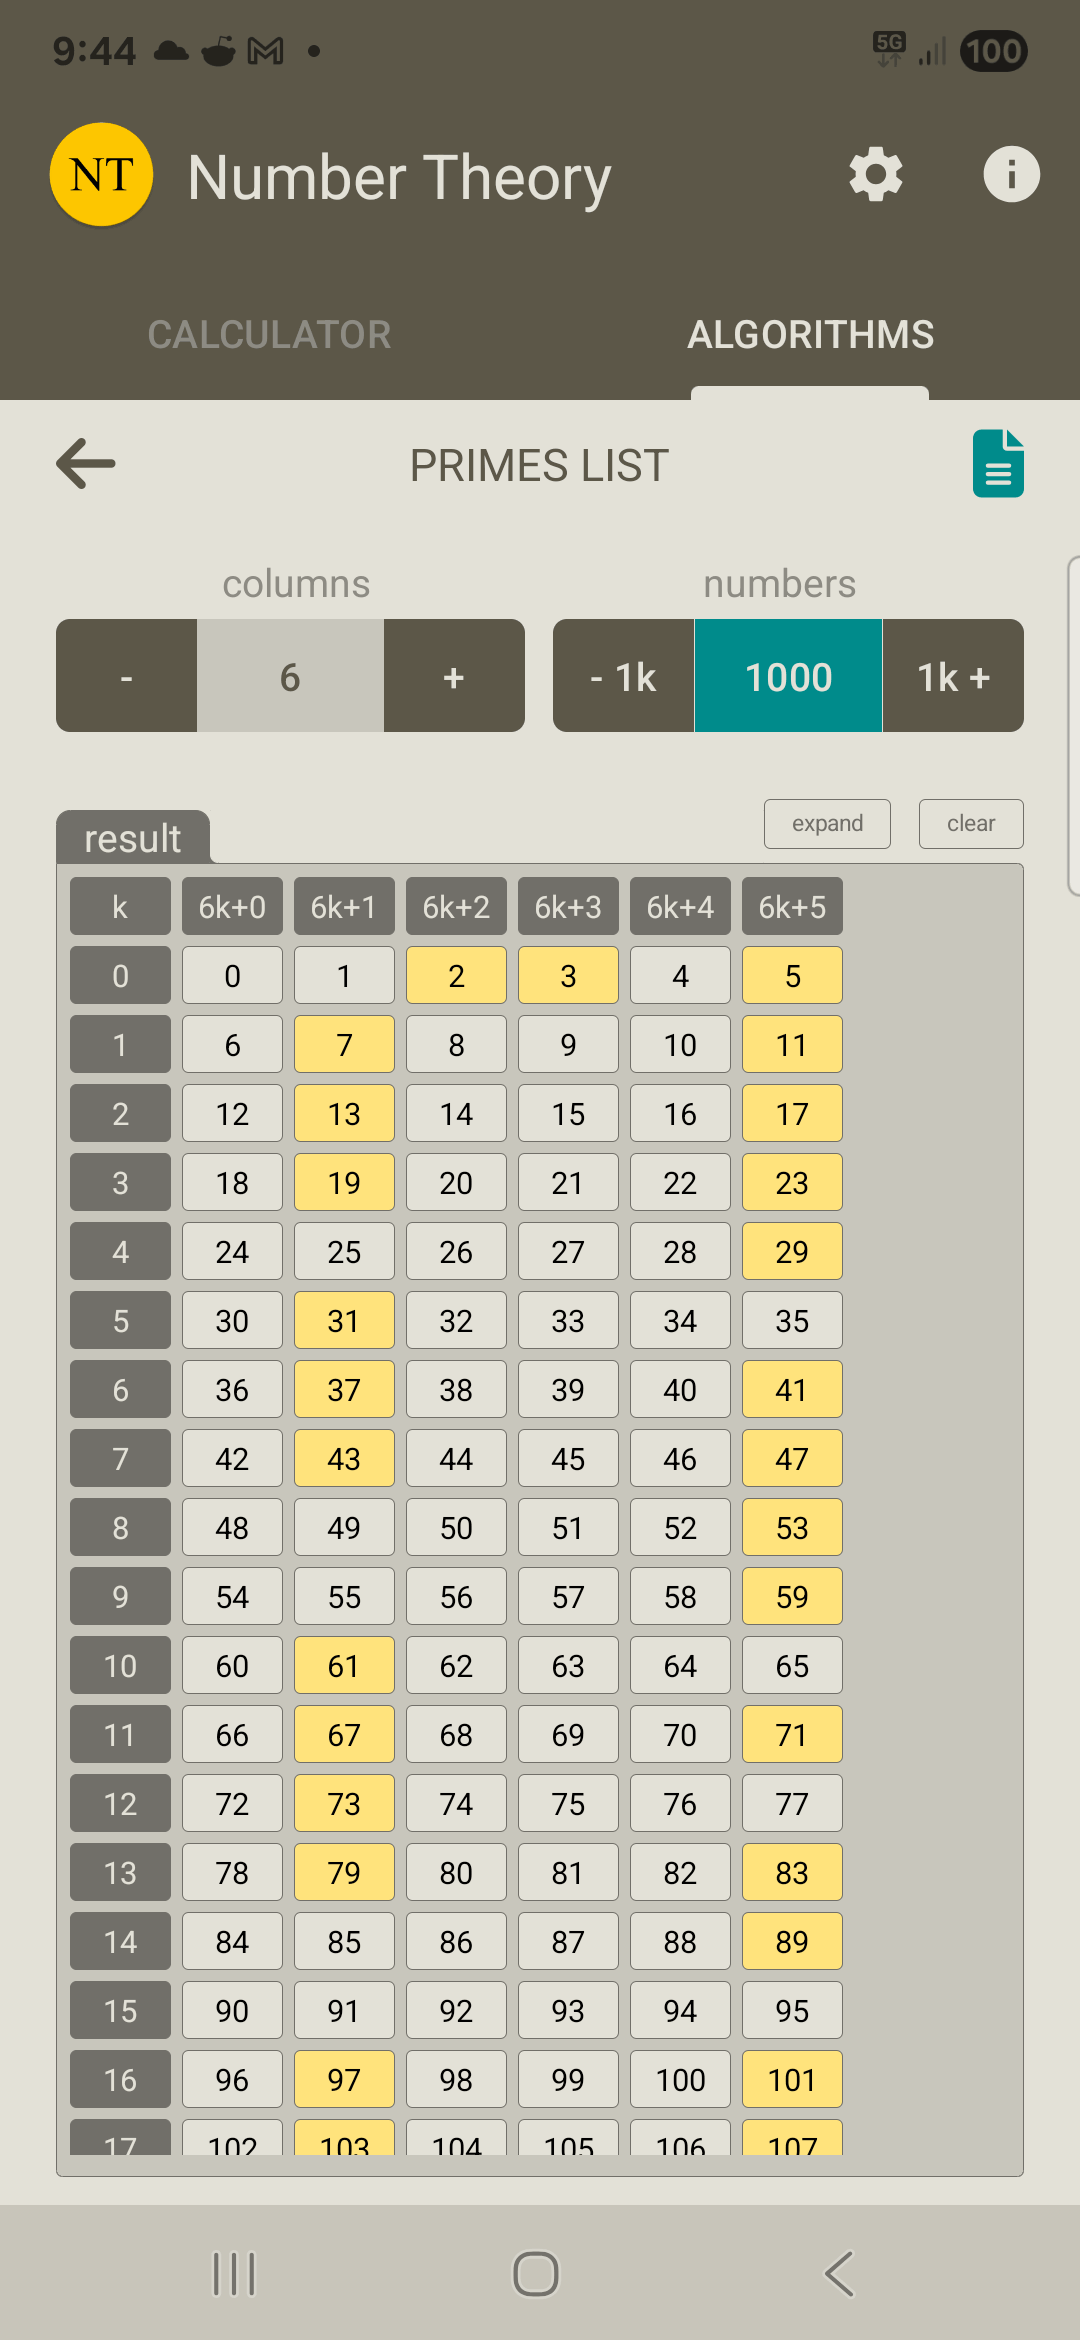 9:44 5G 100
NT Number Theory
CALCULATOR ALGORITHMS
PRIMES LIST
columns numbers
- 6 + - 1k 1000 1k +
result expand clear
k 6k+0 6k+1 6k+2 6k+3 6k+4 6k+5
0 0 1 2 3 4 5
1 6 7 8 9 10 11
2 12 13 14 15 16 17
3 18 19 20 21 22 23
4 24 25 26 27 28 29
5 30 31 32 33 34 35
6 36 37 38 39 40 41
7 42 43 44 45 46 47
8 48 49 50 51 52 53
9 54 55 56 57 58 59
10 60 61 62 63 64 65
11 66 67 68 69 70 71
12 72 73 74 75 76 77
13 78 79 80 81 82 83
14 84 85 86 87 88 89
15 90 91 92 93 94 95
16 96 97 98 99 100 101
17 102 103 104 105 106 107